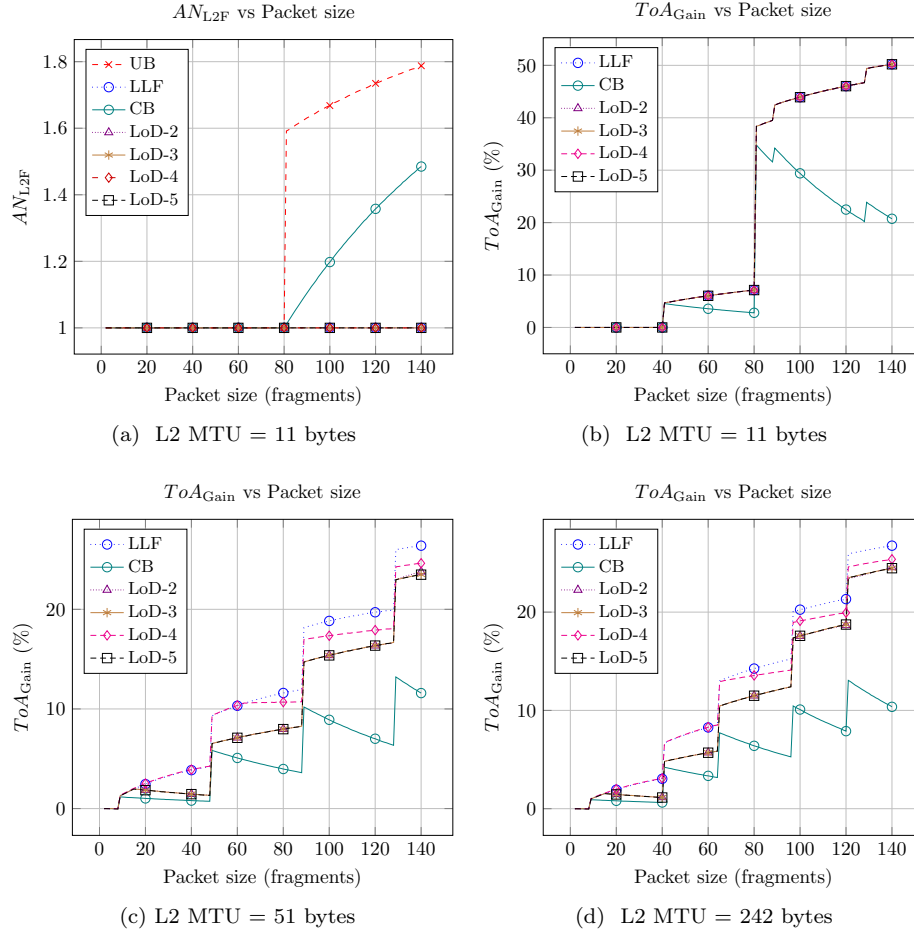 AN_L2F vs Packet size
1
1.2
1.4
1.6
1.8
AN_L2F
UB
LLF
CB
LoD-2
LoD-3
LoD-4
LoD-5
0 20 40 60 80 100 120 140
Packet size (fragments)
(a) L2 MTU = 11 bytes
ToA_Gain vs Packet size
0
10
20
30
40
50
ToA_Gain (%)
LLF
CB
LoD-2
LoD-3
LoD-4
LoD-5
0 20 40 60 80 100 120 140
Packet size (fragments)
(b) L2 MTU = 11 bytes
ToA_Gain vs Packet size
0
10
20
ToA_Gain (%)
LLF
CB
LoD-2
LoD-3
LoD-4
LoD-5
0 20 40 60 80 100 120 140
Packet size (fragments)
(c) L2 MTU = 51 bytes
ToA_Gain vs Packet size
0
10
20
ToA_Gain (%)
LLF
CB
LoD-2
LoD-3
LoD-4
LoD-5
0 20 40 60 80 100 120 140
Packet size (fragments)
(d) L2 MTU = 242 bytes